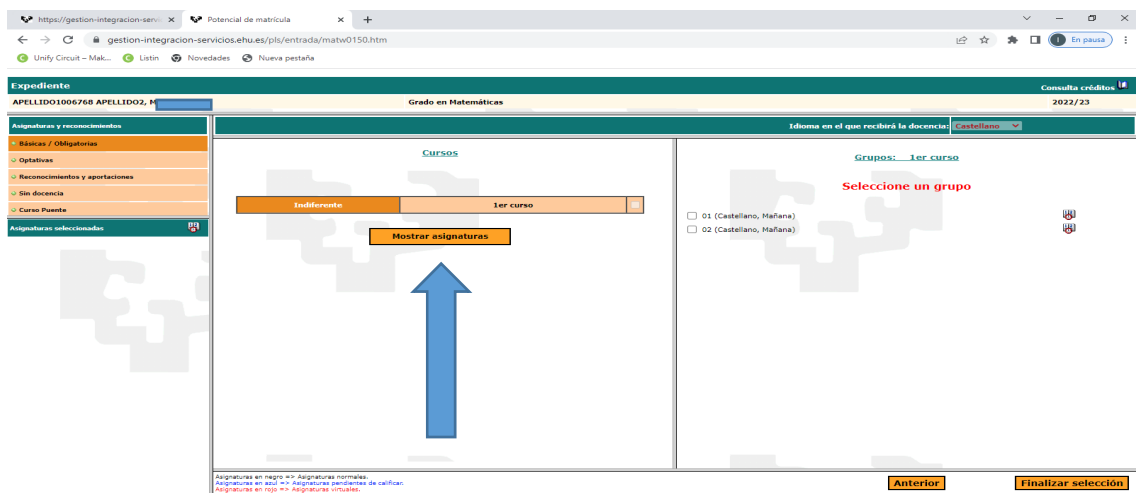 https://gestion-integracion-servic
Potencial de matrícula
gestion-integracion-servicios.ehu.es/pls/entrada/matw0150.htm
En pausa
Unify Circuit – Mak...
Listin
Novedades
Nueva pestaña
Expediente
Consulta créditos
APELLIDO1006768 APELLIDO2, M
Grado en Matemáticas
2022/23
Asignaturas y reconocimientos
Idioma en el que recibirá la docencia: Castellano
Básicas / Obligatorias
Optativas
Reconocimientos y aportaciones
Sin docencia
Curso Puente
Asignaturas seleccionadas
Cursos
Indiferente
1er curso
Mostrar asignaturas
Grupos: 1er curso
Seleccione un grupo
01 (Castellano, Mañana)
02 (Castellano, Mañana)
Asignaturas en negro => Asignaturas normales.
Asignaturas en azul => Asignaturas pendientes de calificar.
Asignaturas en rojo => Asignaturas virtuales.
Anterior
Finalizar selección